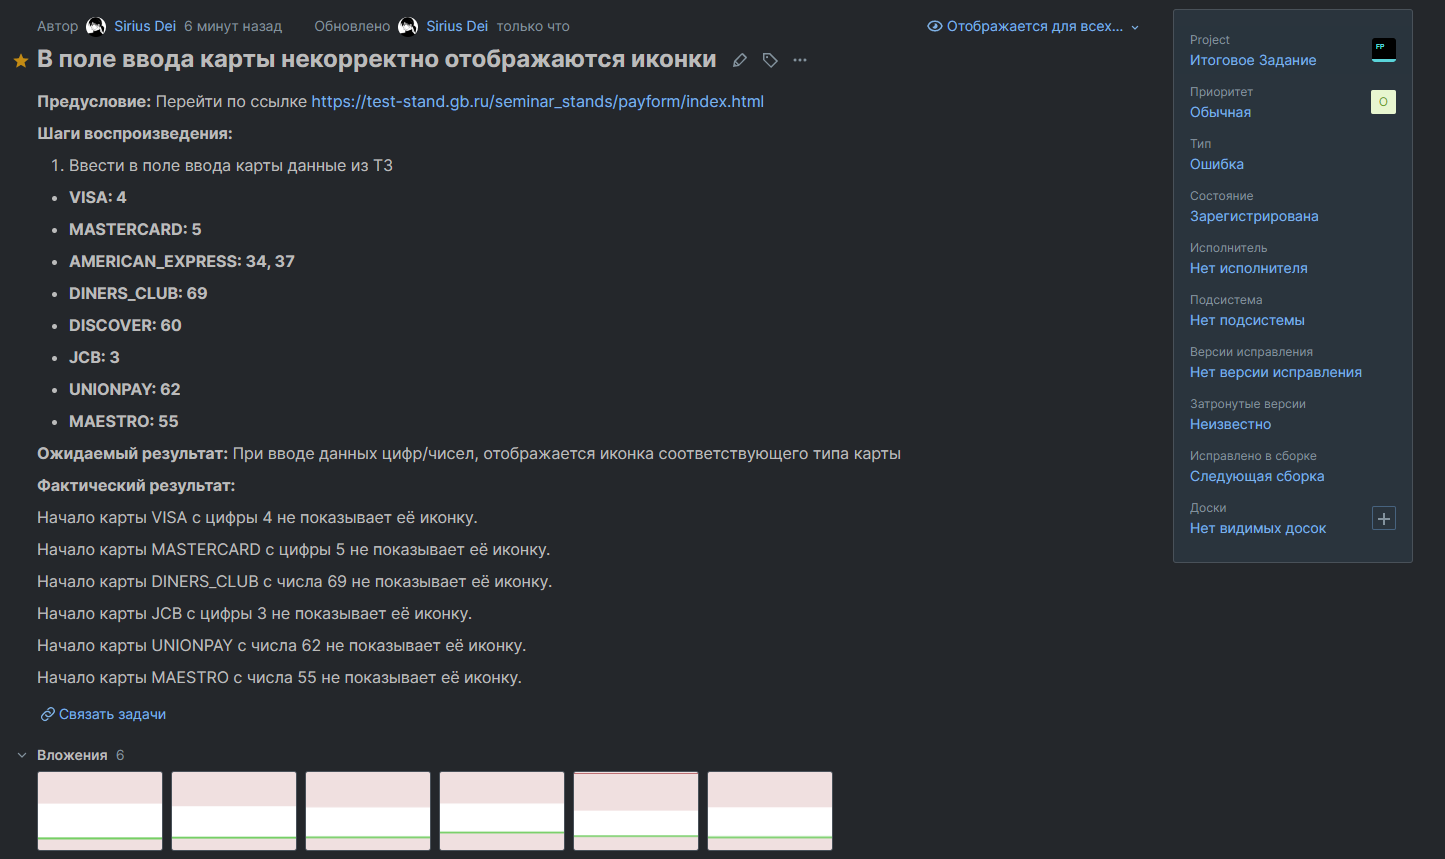 Автор Sirius Dei 6 минут назад Обновлено Sirius Dei только что
Отображается для всех...
В поле ввода карты некорректно отображаются иконки
Предусловие: Перейти по ссылке https://test-stand.gb.ru/seminar_stands/payform/index.html
Шаги воспроизведения:
1. Ввести в поле ввода карты данные из ТЗ
• VISA: 4
• MASTERCARD: 5
• AMERICAN_EXPRESS: 34, 37
• DINERS_CLUB: 69
• DISCOVER: 60
• JCB: 3
• UNIONPAY: 62
• MAESTRO: 55
Ожидаемый результат: При вводе данных цифр/чисел, отображается иконка соответствующего типа карты
Фактический результат:
Начало карты VISA с цифры 4 не показывает её иконку.
Начало карты MASTERCARD с цифры 5 не показывает её иконку.
Начало карты DINERS_CLUB с числа 69 не показывает её иконку.
Начало карты JCB с цифры 3 не показывает её иконку.
Начало карты UNIONPAY с числа 62 не показывает её иконку.
Начало карты MAESTRO с числа 55 не показывает её иконку.
Связать задачи
Вложения 6
Project
Итоговое Задание
FP
Приоритет
Обычная
О
Тип
Ошибка
Состояние
Зарегистрирована
Исполнитель
Нет исполнителя
Подсистема
Нет подсистемы
Версии исправления
Нет версии исправления
Затронутые версии
Неизвестно
Исправлено в сборке
Следующая сборка
Доски
Нет видимых досок